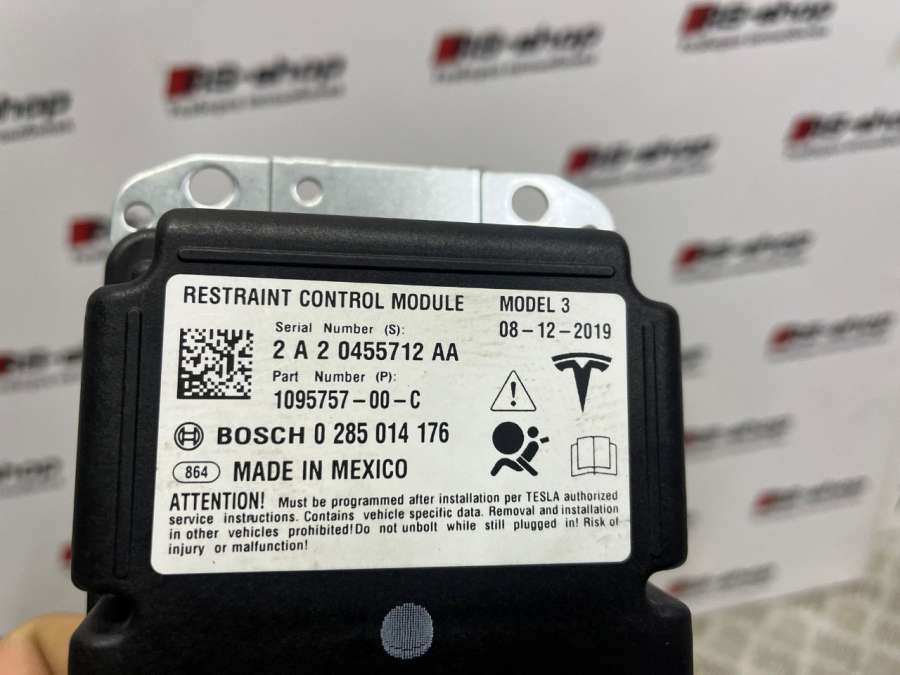 RESTRAINT CONTROL MODULE MODEL 3
Serial Number (S): 08-12-2019
2 A 2 0455712 AA
Part Number (P):
1095757-00-C
BOSCH 0 285 014 176
864 MADE IN MEXICO
ATTENTION! Must be programmed after installation per TESLA authorized
service instructions. Contains vehicle specific data. Removal and installation
in other vehicles prohibited! Do not unbolt while still plugged in! Risk of
injury or malfunction!